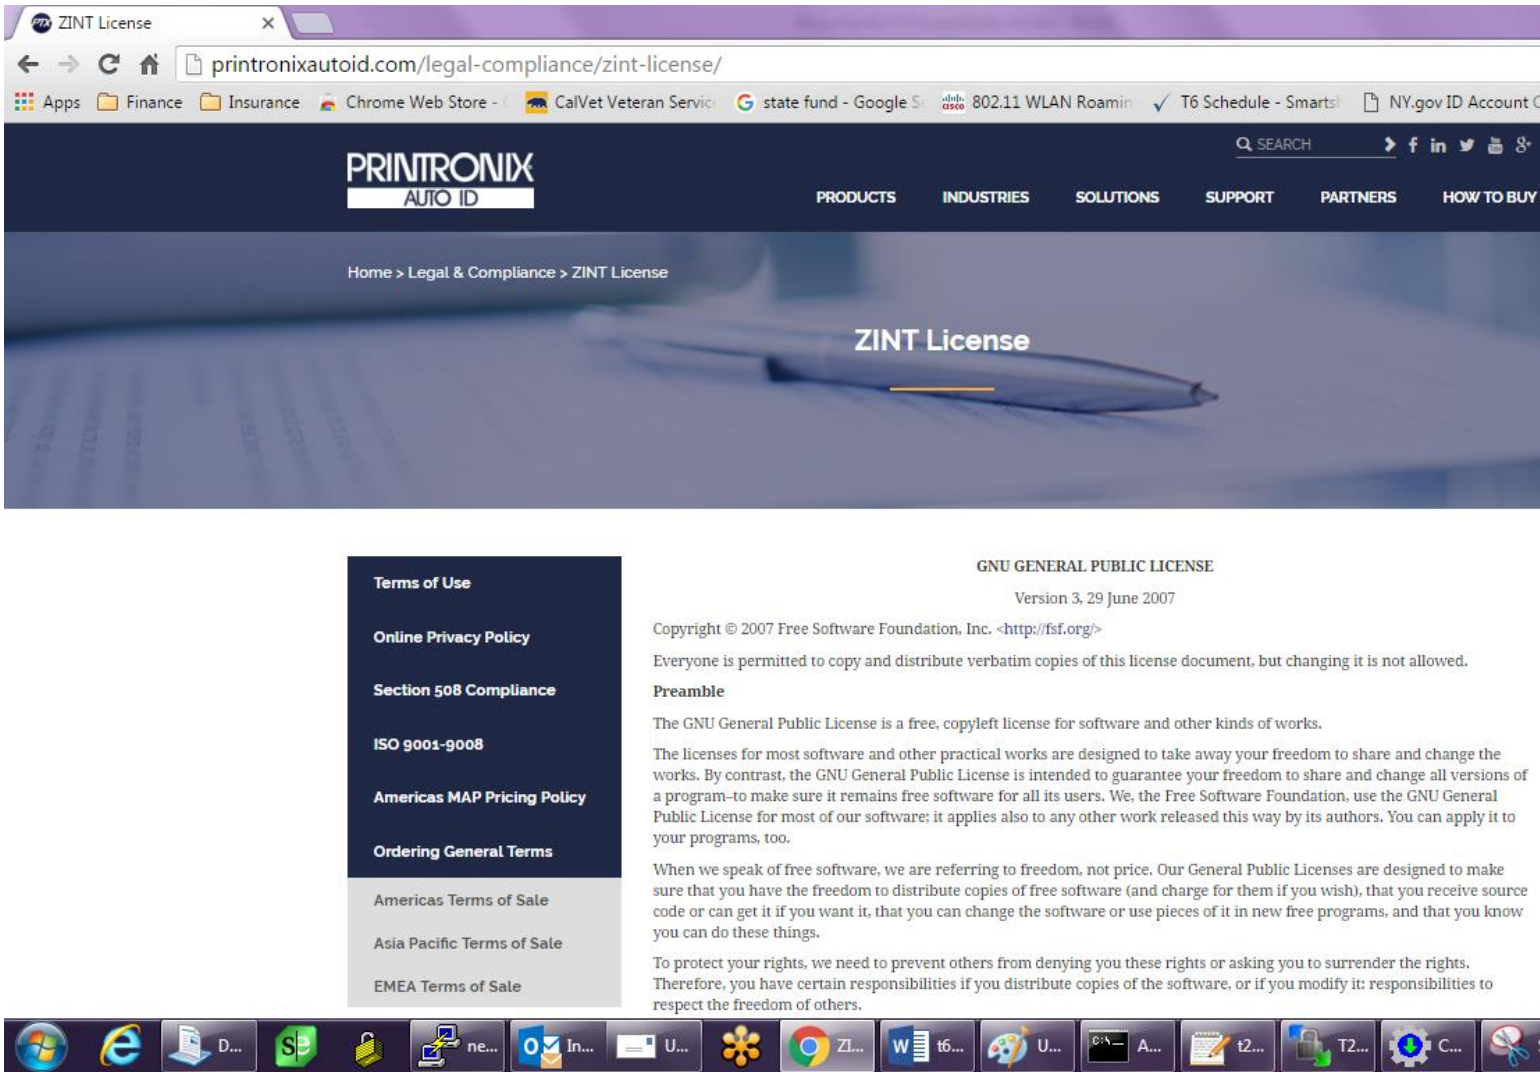 ZINT License
printronixautoid.com/legal-compliance/zint-license/
Apps Finance Insurance Chrome Web Store - CalVet Veteran Servic state fund - Google S 802.11 WLAN Roamin T6 Schedule - Smarts NY.gov ID Account
SEARCH
PRINTRONIX
AUTO ID
PRODUCTS INDUSTRIES SOLUTIONS SUPPORT PARTNERS HOW TO BUY
Home > Legal & Compliance > ZINT License
ZINT License
Terms of Use
Online Privacy Policy
Section 508 Compliance
ISO 9001-9008
Americas MAP Pricing Policy
Ordering General Terms
Americas Terms of Sale
Asia Pacific Terms of Sale
EMEA Terms of Sale
GNU GENERAL PUBLIC LICENSE
Version 3, 29 June 2007
Copyright © 2007 Free Software Foundation, Inc. <http://fsf.org/>
Everyone is permitted to copy and distribute verbatim copies of this license document, but changing it is not allowed.
Preamble
The GNU General Public License is a free, copyleft license for software and other kinds of works.
The licenses for most software and other practical works are designed to take away your freedom to share and change the
works. By contrast, the GNU General Public License is intended to guarantee your freedom to share and change all versions of
a program–to make sure it remains free software for all its users. We, the Free Software Foundation, use the GNU General
Public License for most of our software; it applies also to any other work released this way by its authors. You can apply it to
your programs, too.
When we speak of free software, we are referring to freedom, not price. Our General Public Licenses are designed to make
sure that you have the freedom to distribute copies of free software (and charge for them if you wish), that you receive source
code or can get it if you want it, that you can change the software or use pieces of it in new free programs, and that you know
you can do these things.
To protect your rights, we need to prevent others from denying you these rights or asking you to surrender the rights.
Therefore, you have certain responsibilities if you distribute copies of the software, or if you modify it: responsibilities to
respect the freedom of others.
D... ne... In... U... ZI... t6... U... A... t2... T2... C...